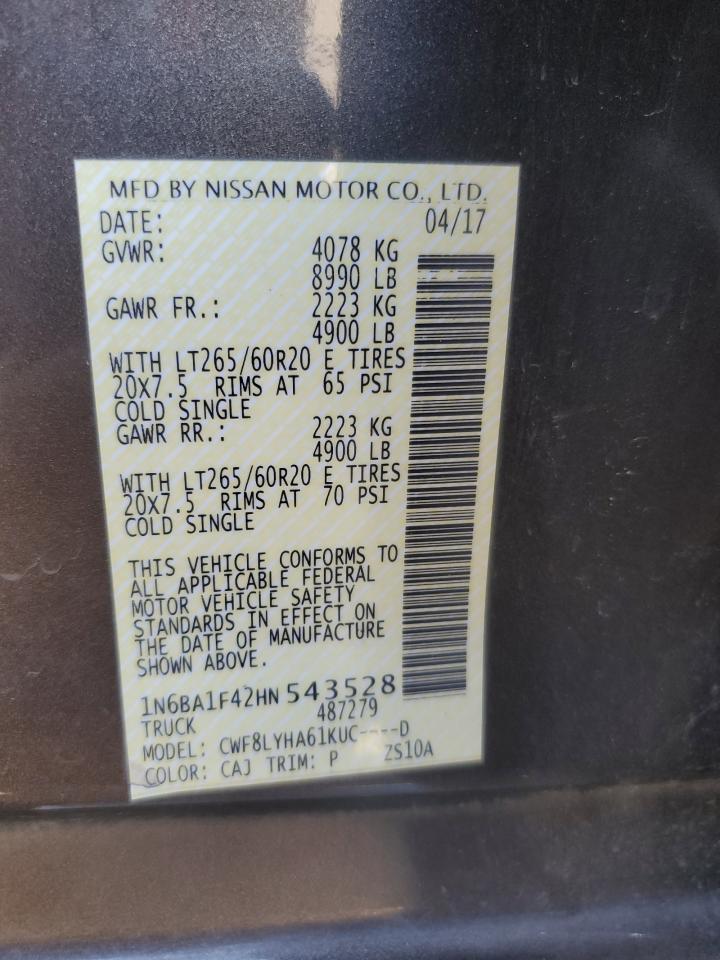 MFD BY NISSAN MOTOR CO., LTD.
DATE: 04/17
GVWR: 4078 KG
8990 LB
GAWR FR.: 2223 KG
4900 LB
WITH LT265/60R20 E TIRES
20X7.5 RIMS AT 65 PSI
COLD SINGLE
GAWR RR.: 2223 KG
4900 LB
WITH LT265/60R20 E TIRES
20X7.5 RIMS AT 70 PSI
COLD SINGLE
THIS VEHICLE CONFORMS TO
ALL APPLICABLE FEDERAL
MOTOR VEHICLE SAFETY
STANDARDS IN EFFECT ON
THE DATE OF MANUFACTURE
SHOWN ABOVE.
1N6BA1F42HN 543528
TRUCK 487279
MODEL: CWF8LYHA61KUC----D
COLOR: CAJ TRIM: P ZS10A